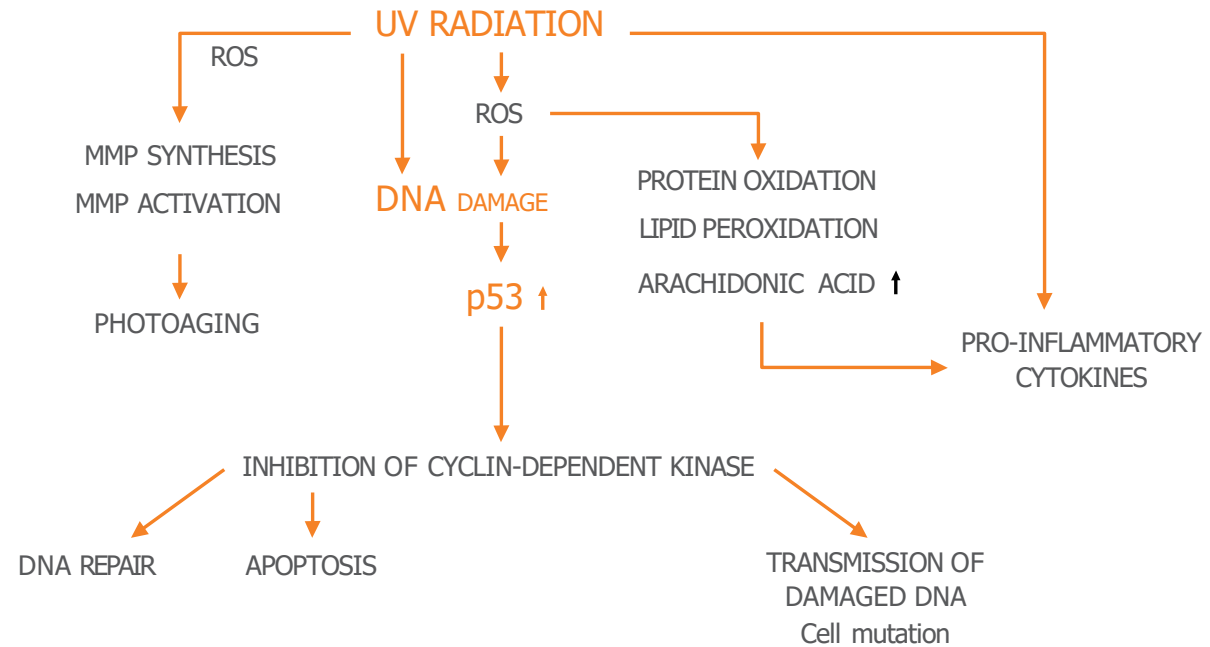 UV RADIATION
ROS
ROS
MMP SYNTHESIS
MMP ACTIVATION
DNA DAMAGE
PROTEIN OXIDATION
LIPID PEROXIDATION
ARACHIDONIC ACID ↑
p53 ↑
PHOTOAGING
PRO-INFLAMMATORY
CYTOKINES
INHIBITION OF CYCLIN-DEPENDENT KINASE
DNA REPAIR
APOPTOSIS
TRANSMISSION OF
DAMAGED DNA
Cell mutation